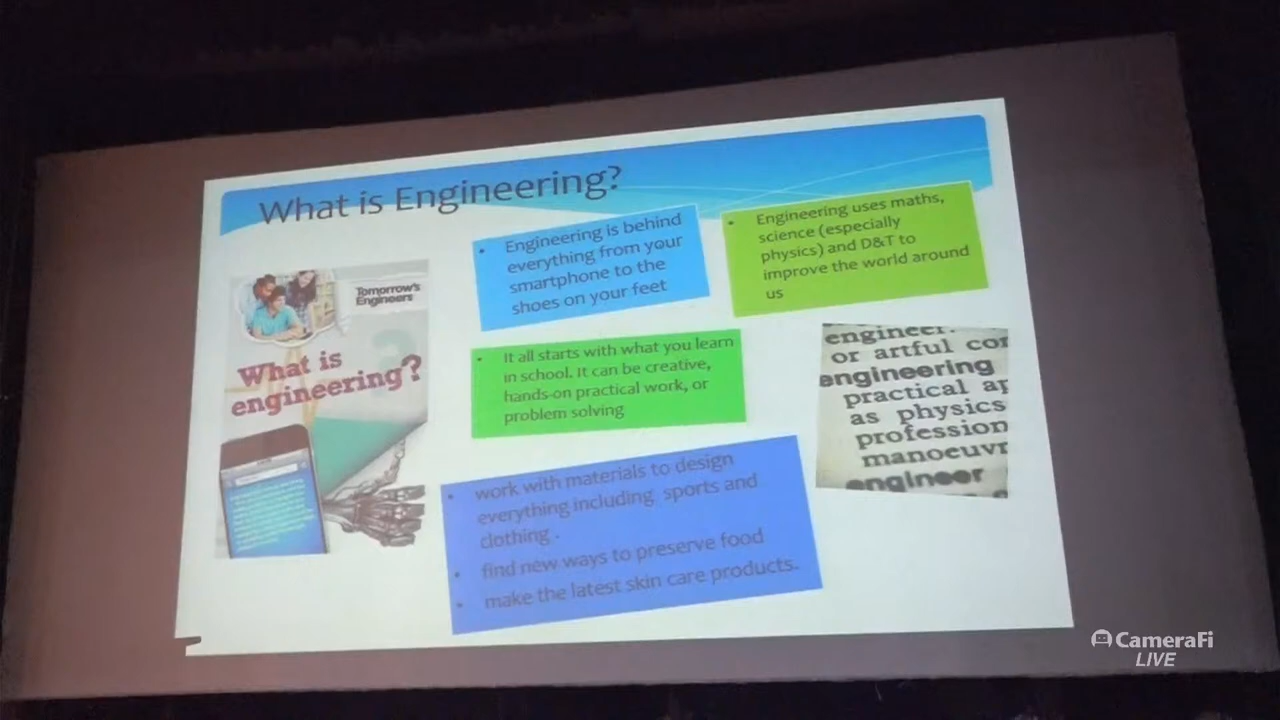 What is Engineering?
• Engineering is behind
everything from your
smartphone to the
shoes on your feet
• Engineering uses maths,
science (especially
physics) and D&T to
improve the world around
us
Tomorrow's
Engineers
What is
engineering?
• It all starts with what you learn
in school. It can be creative,
hands-on practical work, or
problem solving
engineer.
or artful cor
engineering
practical ap
as physics
profession
manoeuvr
engineer
• work with materials to design
everything including sports and
clothing .
• find new ways to preserve food
• make the latest skin care products.
CameraFi
LIVE